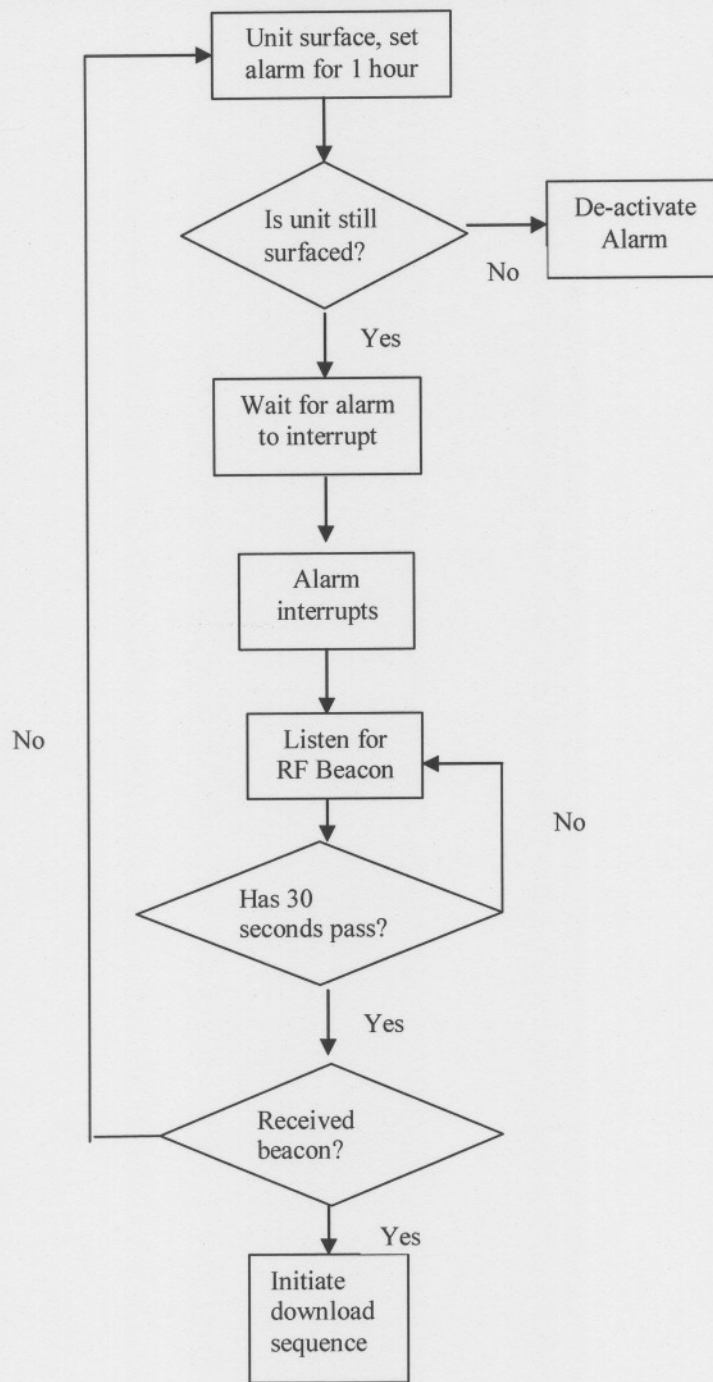 Unit surface, set
alarm for 1 hour
Is unit still
surfaced?
No
De-activate
Alarm
Yes
Wait for alarm
to interrupt
Alarm
interrupts
Listen for
RF Beacon
No
No
Has 30
seconds pass?
Yes
Received
beacon?
Yes
Initiate
download
sequence